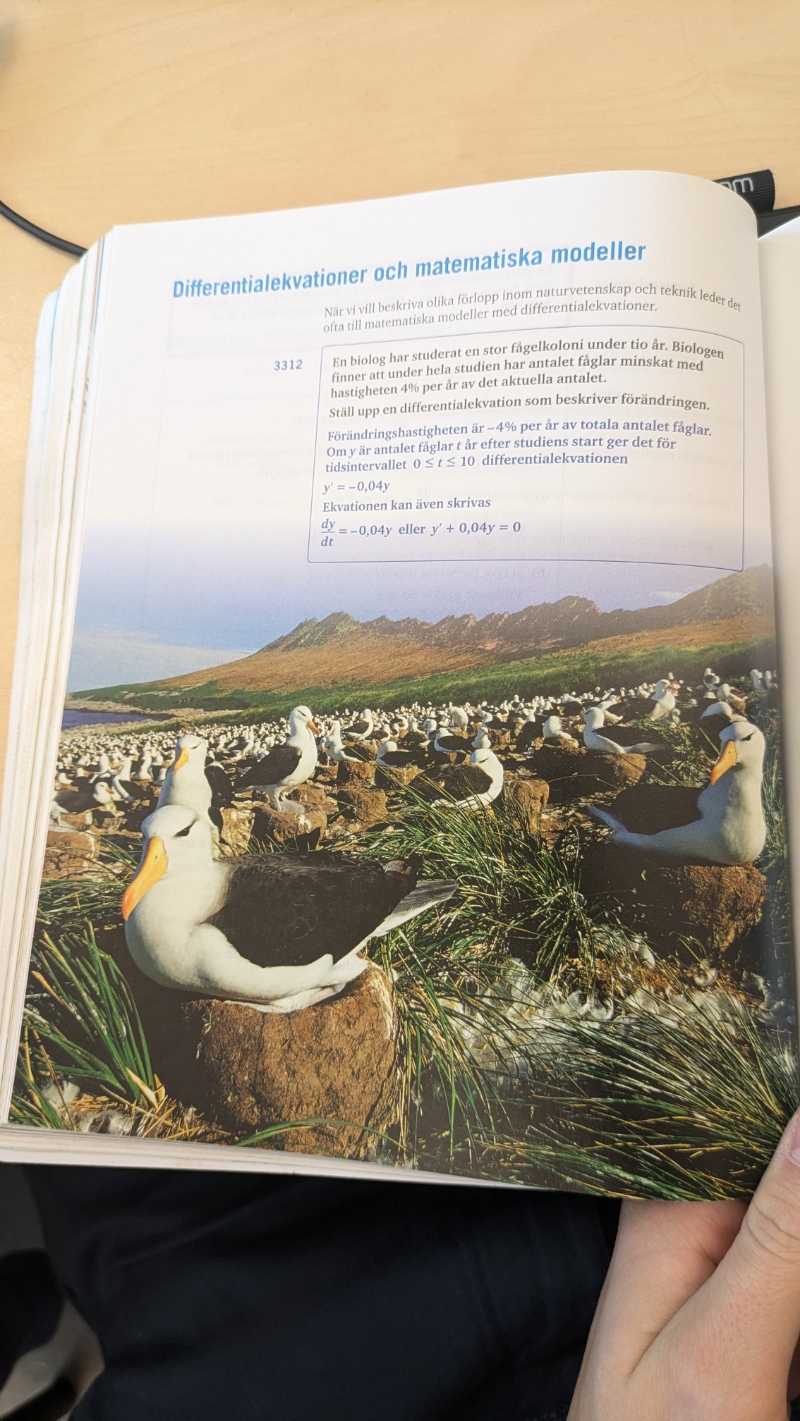 Differentialekvationer och matematiska modeller
När vi vill beskriva olika förlopp inom naturvetenskap och teknik leder det
ofta till matematiska modeller med differentialekvationer.
3312
En biolog har studerat en stor fågelkoloni under tio år. Biologen
finner att under hela studien har antalet fåglar minskat med
hastigheten 4% per år av det aktuella antalet.
Ställ upp en differentialekvation som beskriver förändringen.
Förändringshastigheten är –4% per år av totala antalet fåglar.
Om y är antalet fåglar t år efter studiens start ger det för
tidsintervallet 0 ≤ t ≤ 10 differentialekvationen
y' = –0,04y
Ekvationen kan även skrivas
dy/dt = –0,04y eller y' + 0,04y = 0